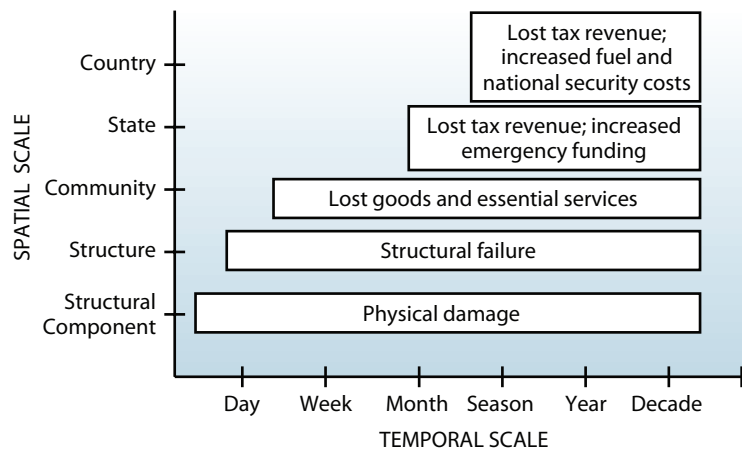 Lost tax revenue;
increased fuel and
national security costs
Country
State
Lost tax revenue; increased
emergency funding
Community
Lost goods and essential services
SPATIAL SCALE
Structure
Structural failure
Structural
Component
Physical damage
Day
Week
Month
Season
Year
Decade
TEMPORAL SCALE